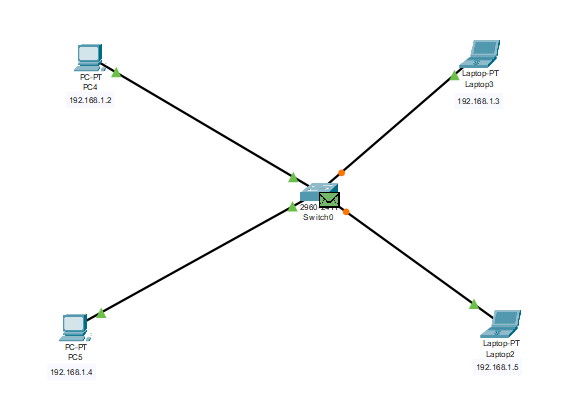 PC-PT
PC4
192.168.1.2
Laptop-PT
Laptop3
192.168.1.3
Switch0
PC-PT
PC5
192.168.1.4
Laptop-PT
Laptop2
192.168.1.5